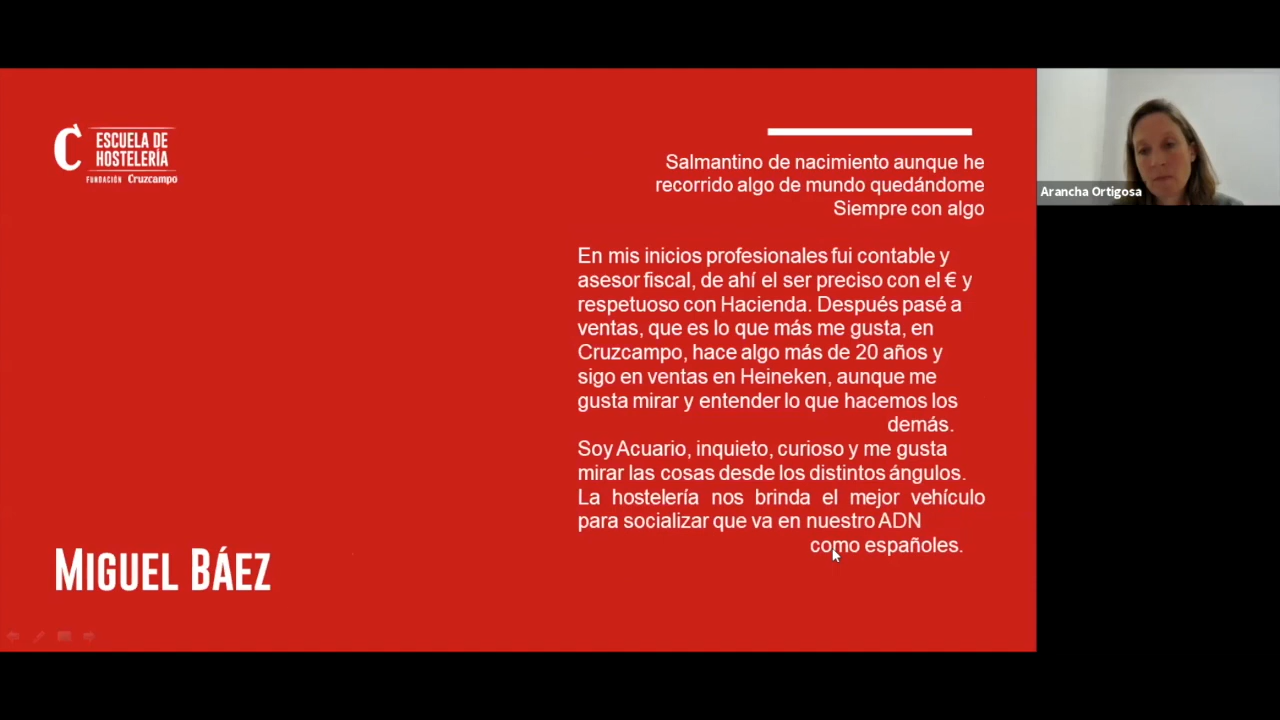 C ESCUELA DE
HOSTELERÍA
FUNDACIÓN Cruzcampo
Salmantino de nacimiento aunque he
recorrido algo de mundo quedándome
Siempre con algo
En mis inicios profesionales fui contable y
asesor fiscal, de ahí el ser preciso con el € y
respetuoso con Hacienda. Después pasé a
ventas, que es lo que más me gusta, en
Cruzcampo, hace algo más de 20 años y
sigo en ventas en Heineken, aunque me
gusta mirar y entender lo que hacemos los
demás.
Soy Acuario, inquieto, curioso y me gusta
mirar las cosas desde los distintos ángulos.
La hostelería nos brinda el mejor vehículo
para socializar que va en nuestro ADN
como españoles.
MIGUEL BÁEZ
Arancha Ortigosa